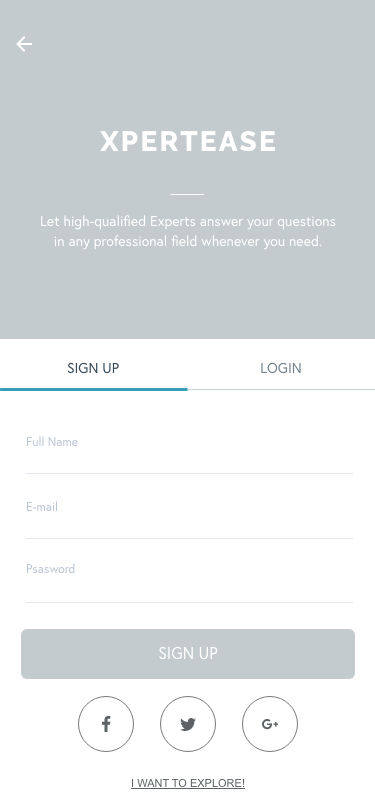 XPERTEASE
Let high-qualified Experts answer your questions
in any professional field whenever you need.
SIGN UP
LOGIN
Full Name
E-mail
Psasword
SIGN UP
G+
I WANT TO EXPLORE!